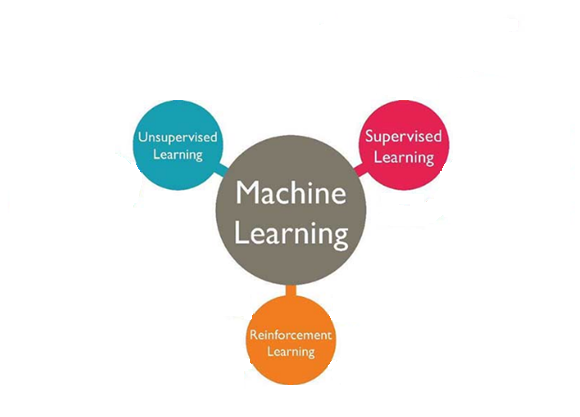 Unsupervised
Learning
Supervised
Learning
Machine
Learning
Reinforcement
Learning